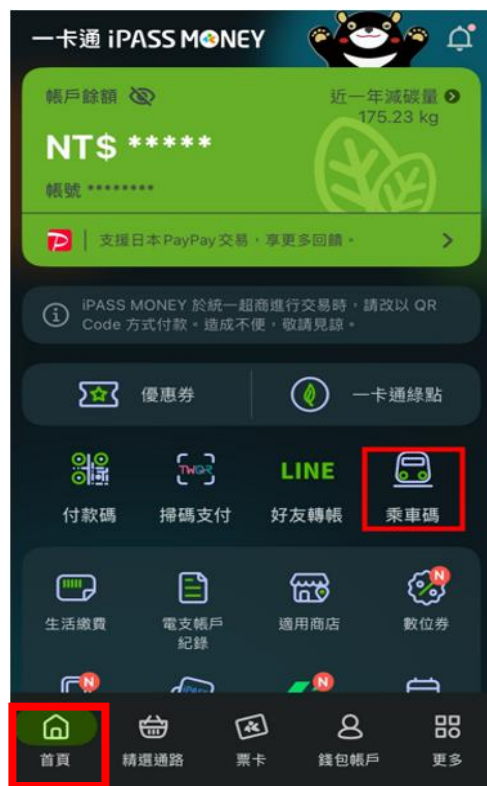 一卡通 iPASS MONEY
帳戶餘額
近一年減碳量
175.23 kg
NT$ *****
帳號 ********
支援日本 PayPay 交易，享更多回饋。
iPASS MONEY 於統一超商進行交易時，請改以 QR
Code 方式付款。造成不便，敬請見諒。
優惠券
一卡通綠點
TWQR
LINE
付款碼
掃碼支付
好友轉帳
乘車碼
N
生活繳費
電支帳戶
紀錄
適用商店
數位券
N
N
首頁
精選通路
票卡
錢包帳戶
更多